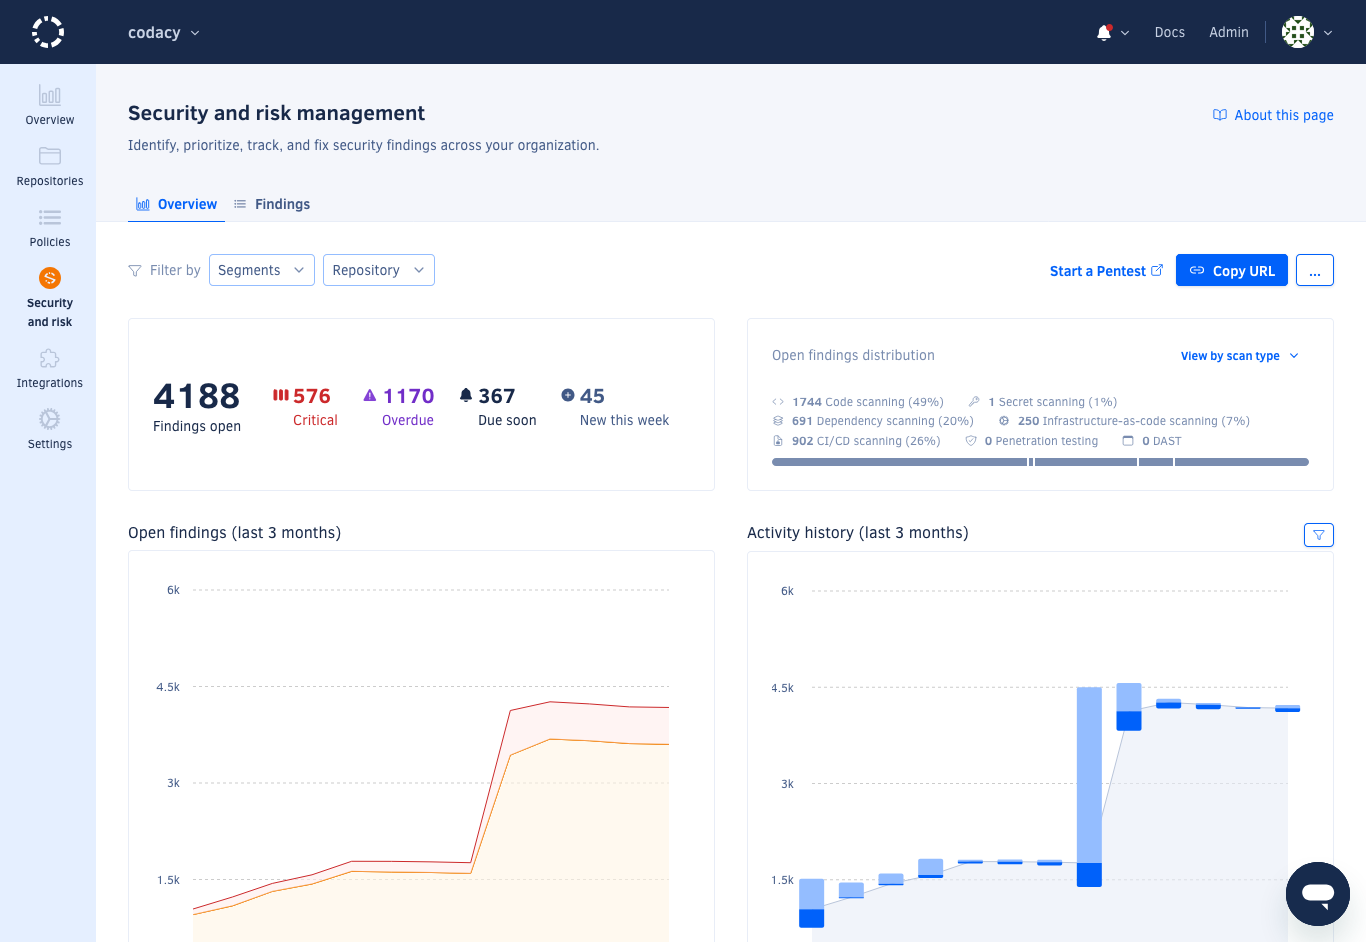 codacy
Docs
Admin
Overview
Repositories
Policies
Security
and risk
Integrations
Settings
Security and risk management
About this page
Identify, prioritize, track, and fix security findings across your organization.
Overview
Findings
Filter by
Segments
Repository
Start a Pentest
Copy URL
...
4188
Findings open
576
Critical
1170
Overdue
367
Due soon
45
New this week
Open findings distribution
View by scan type
1744 Code scanning (49%)
1 Secret scanning (1%)
691 Dependency scanning (20%)
250 Infrastructure-as-code scanning (7%)
902 CI/CD scanning (26%)
0 Penetration testing
0 DAST
Open findings (last 3 months)
6k
4.5k
3k
1.5k
Activity history (last 3 months)
6k
4.5k
3k
1.5k